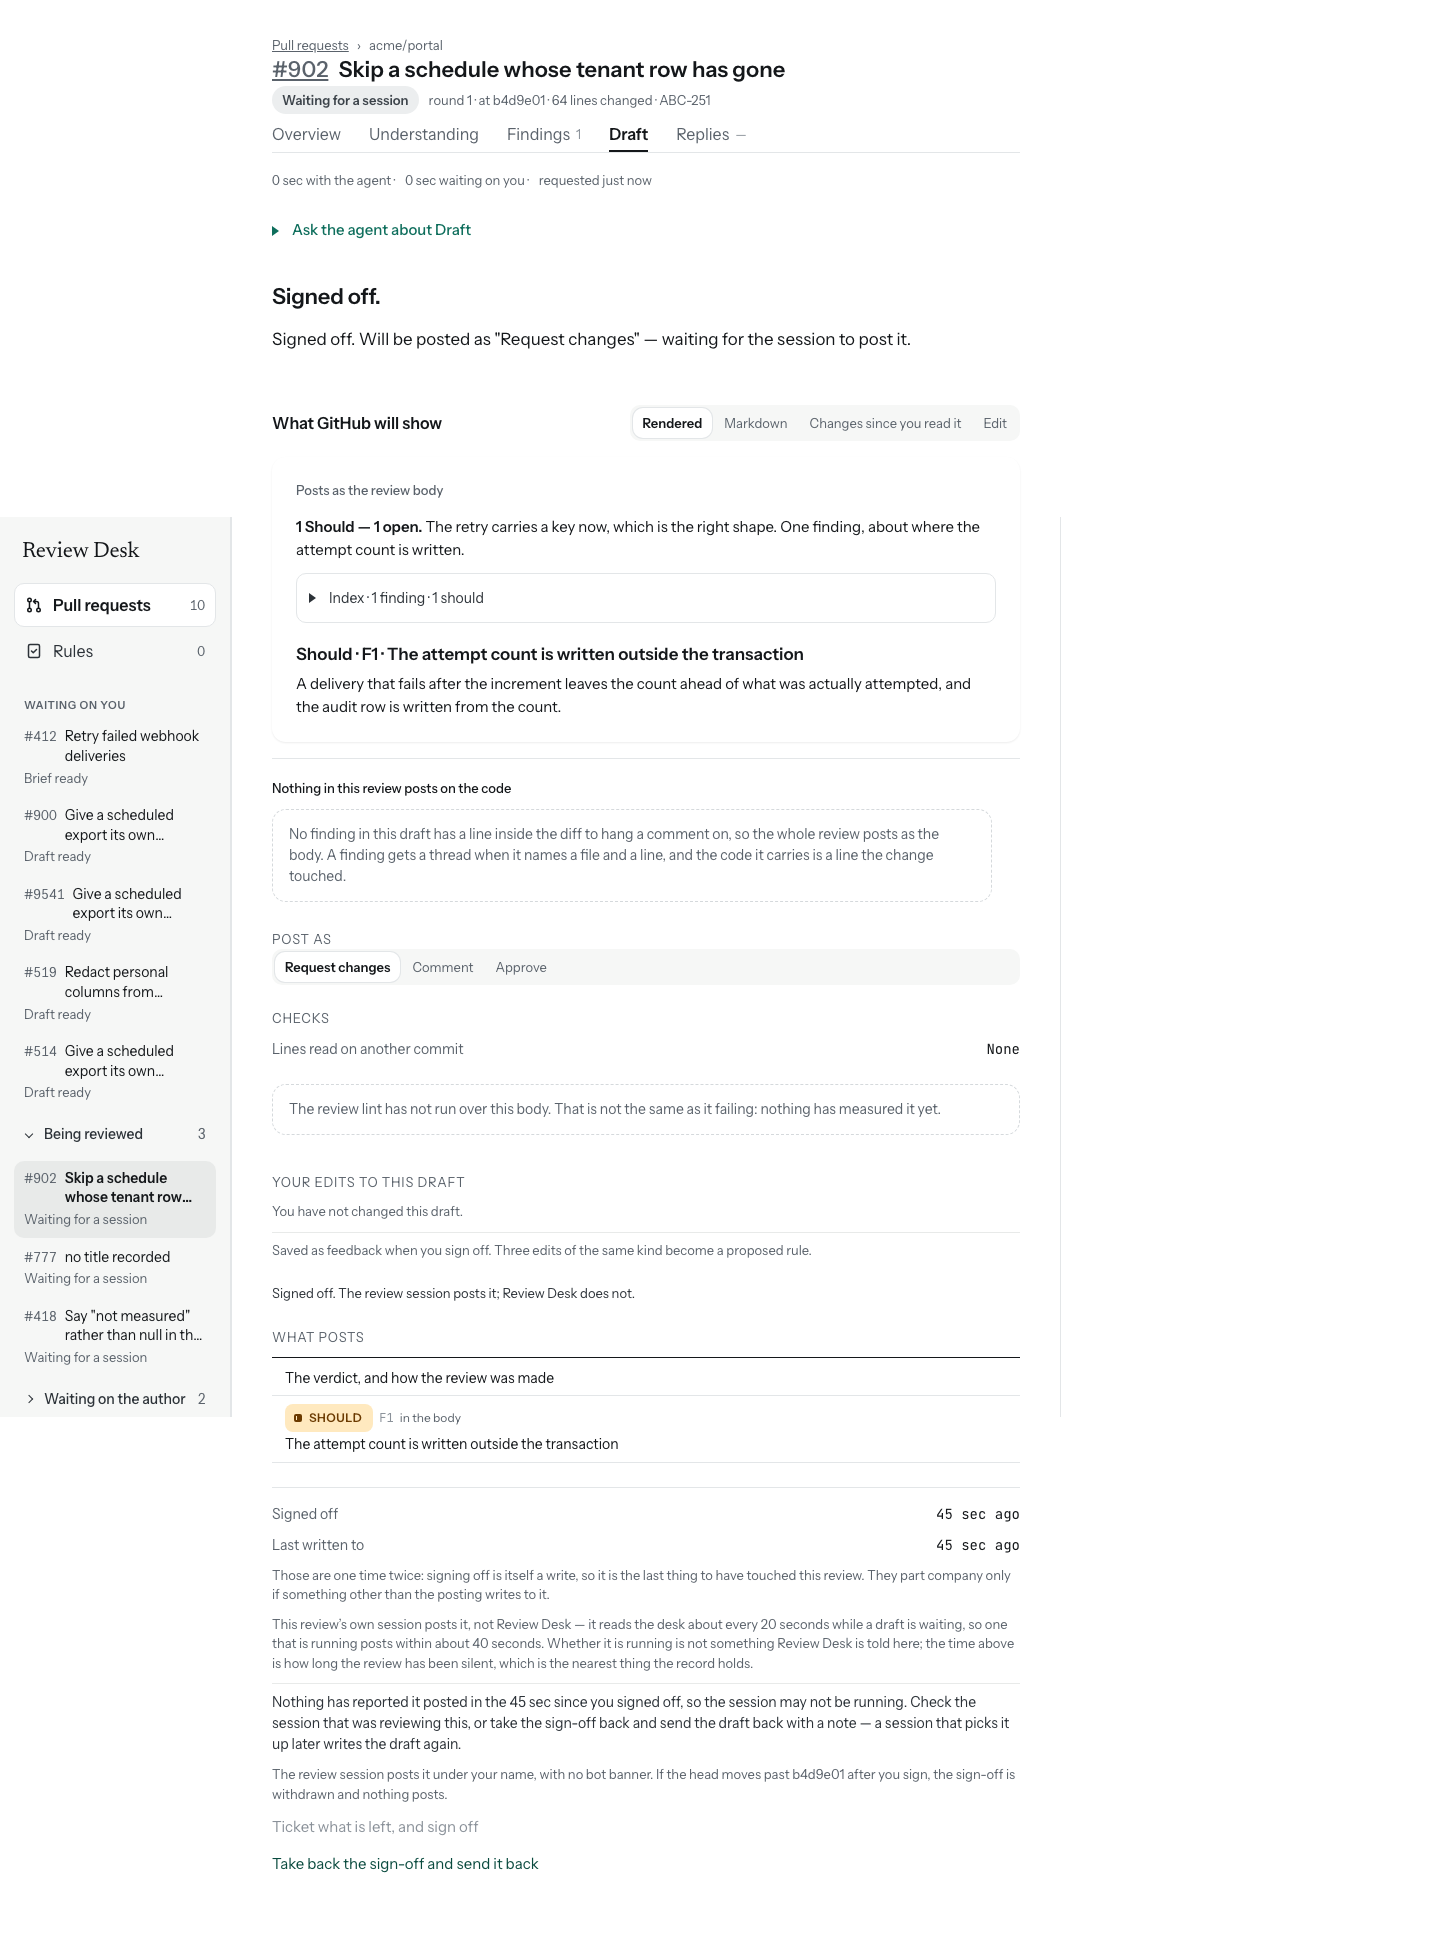 Pull requests › acme/portal
#902 Skip a schedule whose tenant row has gone
Waiting for a session round 1 · at b4d9e01 · 64 lines changed · ABC-251
Overview Understanding Findings 1 Draft Replies —
0 sec with the agent · 0 sec waiting on you · requested just now
Ask the agent about Draft
Signed off.
Signed off. Will be posted as "Request changes" — waiting for the session to post it.
What GitHub will show
Rendered Markdown Changes since you read it Edit
Posts as the review body
1 Should — 1 open. The retry carries a key now, which is the right shape. One finding, about where the
attempt count is written.
Index · 1 finding · 1 should
Should · F1 · The attempt count is written outside the transaction
A delivery that fails after the increment leaves the count ahead of what was actually attempted, and
the audit row is written from the count.
Nothing in this review posts on the code
No finding in this draft has a line inside the diff to hang a comment on, so the whole review posts as the
body. A finding gets a thread when it names a file and a line, and the code it carries is a line the change
touched.
POST AS
Request changes Comment Approve
CHECKS
Lines read on another commit None
The review lint has not run over this body. That is not the same as it failing: nothing has measured it yet.
YOUR EDITS TO THIS DRAFT
You have not changed this draft.
Saved as feedback when you sign off. Three edits of the same kind become a proposed rule.
Signed off. The review session posts it; Review Desk does not.
WHAT POSTS
The verdict, and how the review was made
SHOULD F1 in the body
The attempt count is written outside the transaction
Signed off 45 sec ago
Last written to 45 sec ago
Those are one time twice: signing off is itself a write, so it is the last thing to have touched this review. They part company only
if something other than the posting writes to it.
This review's own session posts it, not Review Desk — it reads the desk about every 20 seconds while a draft is waiting, so one
that is running posts within about 40 seconds. Whether it is running is not something Review Desk is told here; the time above
is how long the review has been silent, which is the nearest thing the record holds.
Nothing has reported it posted in the 45 sec since you signed off, so the session may not be running. Check the
session that was reviewing this, or take the sign-off back and send the draft back with a note — a session that picks it
up later writes the draft again.
The review session posts it under your name, with no bot banner. If the head moves past b4d9e01 after you sign, the sign-off is
withdrawn and nothing posts.
Ticket what is left, and sign off
Take back the sign-off and send it back
Review Desk
Pull requests 10
Rules 0
WAITING ON YOU
#412 Retry failed webhook
deliveries
Brief ready
#900 Give a scheduled
export its own...
Draft ready
#9541 Give a scheduled
export its own...
Draft ready
#519 Redact personal
columns from...
Draft ready
#514 Give a scheduled
export its own...
Draft ready
Being reviewed 3
#902 Skip a schedule
whose tenant row...
Waiting for a session
#777 no title recorded
Waiting for a session
#418 Say "not measured"
rather than null in th...
Waiting for a session
Waiting on the author 2